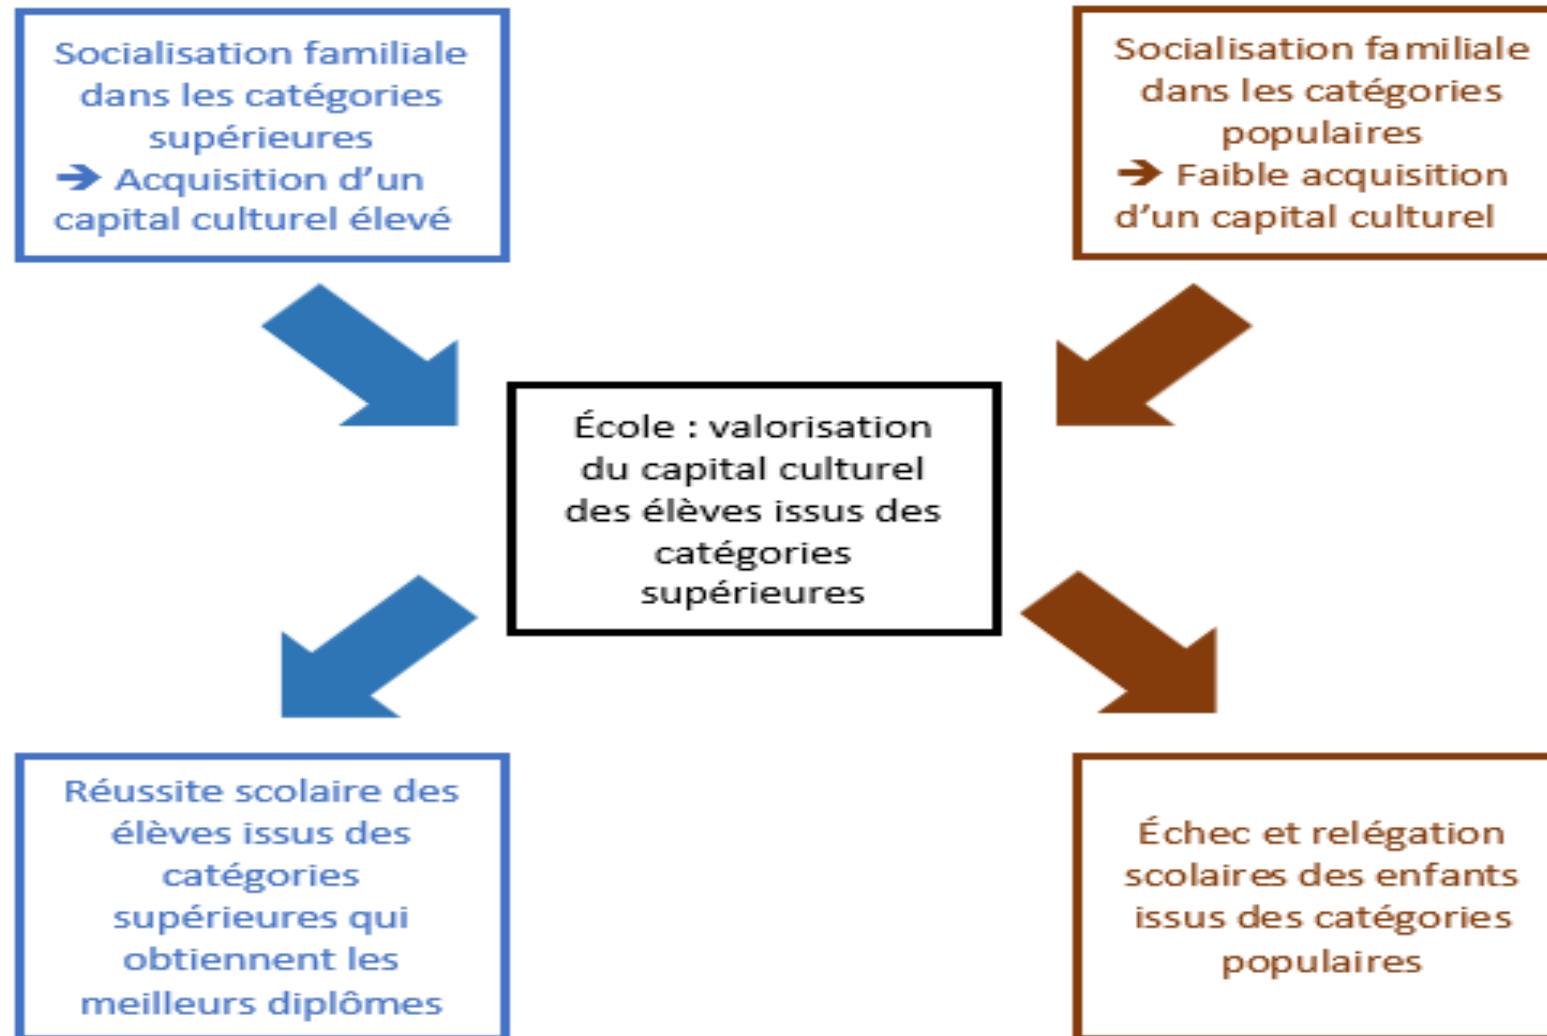 Socialisation familiale
dans les catégories
supérieures
➔ Acquisition d’un
capital culturel élevé
Socialisation familiale
dans les catégories
populaires
➔ Faible acquisition
d’un capital culturel
École : valorisation
du capital culturel
des élèves issus des
catégories
supérieures
Réussite scolaire des
élèves issus des
catégories
supérieures qui
obtiennent les
meilleurs diplômes
Échec et relégation
scolaires des enfants
issus des catégories
populaires